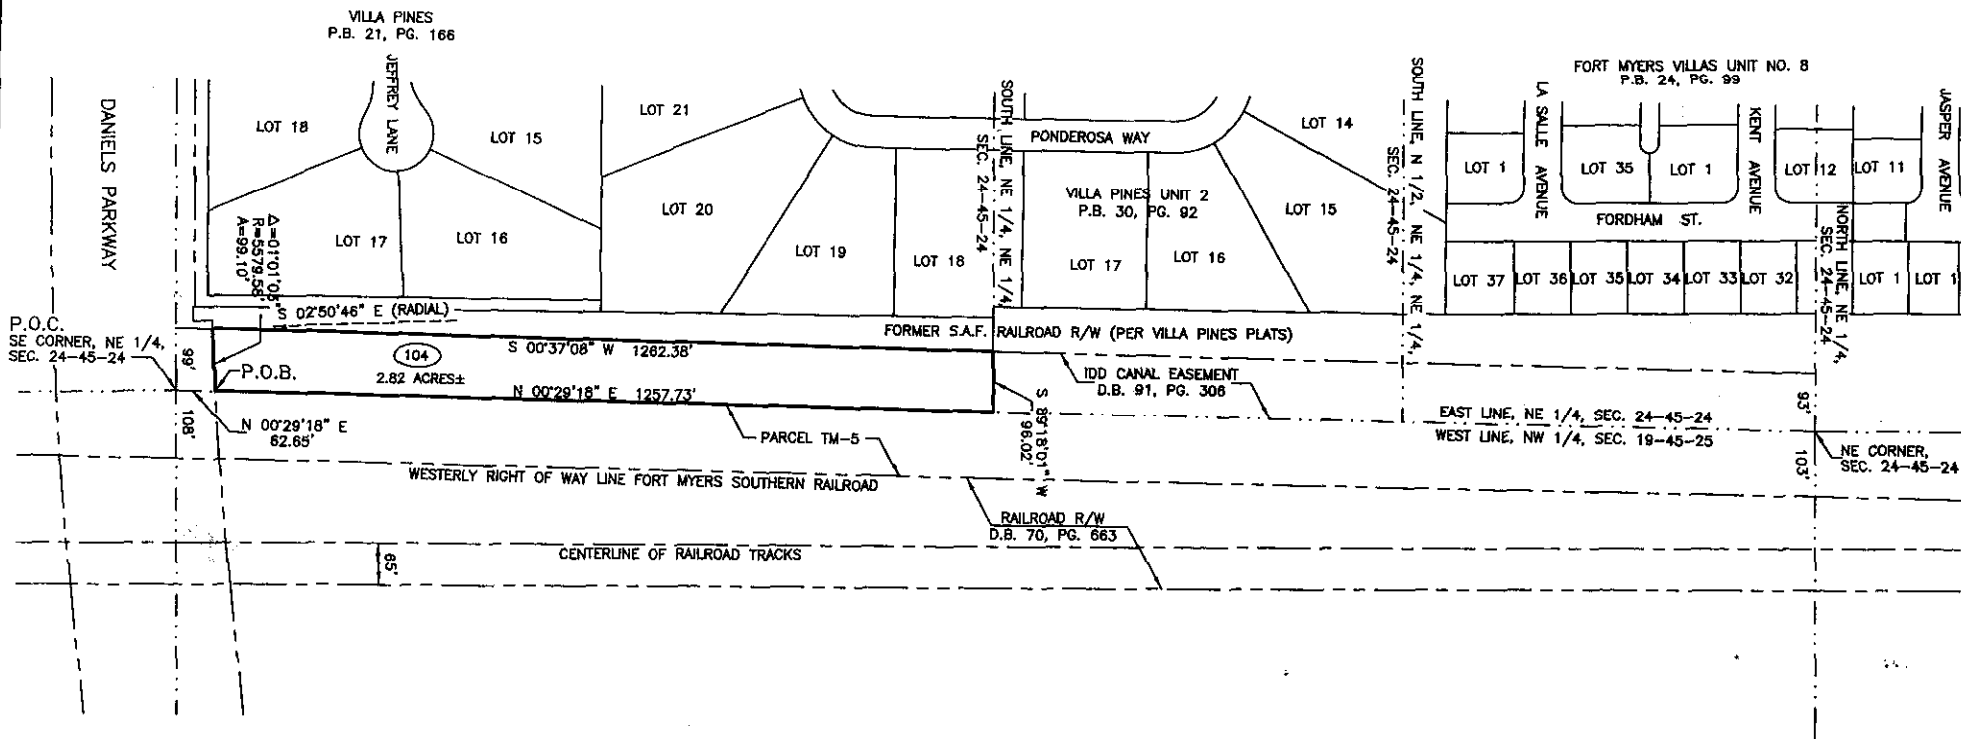 VILLA PINES
P.B. 21, PG. 166
JEFFREY LANE
DANIELS PARKWAY
LOT 18
LOT 15
LOT 17
LOT 16
LOT 21
LOT 20
LOT 19
LOT 18
PONDEROSA WAY
SOUTH LINE, NE 1/4, NE 1/4,
SEC. 24-45-24
VILLA PINES UNIT 2
P.B. 30, PG. 92
LOT 14
LOT 15
LOT 17
LOT 16
SOUTH LINE, N 1/2, NE 1/4, NE 1/4,
SEC. 24-45-24
FORT MYERS VILLAS UNIT NO. 8
P.B. 24, PG. 99
LA SALLE AVENUE
KENT AVENUE
JASPER AVENUE
LOT 1
LOT 35
LOT 1
LOT 12
LOT 11
FORDHAM ST.
NORTH LINE, NE 1/4,
SEC. 24-45-24
LOT 37
LOT 36
LOT 35
LOT 34
LOT 33
LOT 32
LOT 1
LOT 1
Δ=01°01'03"
R=5579.58'
A=99.10'
S 02°50'46" E (RADIAL)
FORMER S.A.F. RAILROAD R/W (PER VILLA PINES PLATS)
P.O.C.
SE CORNER, NE 1/4,
SEC. 24-45-24
99'
108'
P.O.B.
104
2.82 ACRES±
S 00°37'08" W 1262.38'
N 00°29'18" E 1257.73'
N 00°29'18" E
62.65'
S 89°18'01" W
96.02'
IDD CANAL EASEMENT
D.B. 91, PG. 306
PARCEL TM-5
EAST LINE, NE 1/4, SEC. 24-45-24
WEST LINE, NW 1/4, SEC. 19-45-25
93'
103'
NE CORNER,
SEC. 24-45-24
WESTERLY RIGHT OF WAY LINE FORT MYERS SOUTHERN RAILROAD
RAILROAD R/W
D.B. 70, PG. 663
CENTERLINE OF RAILROAD TRACKS
65'